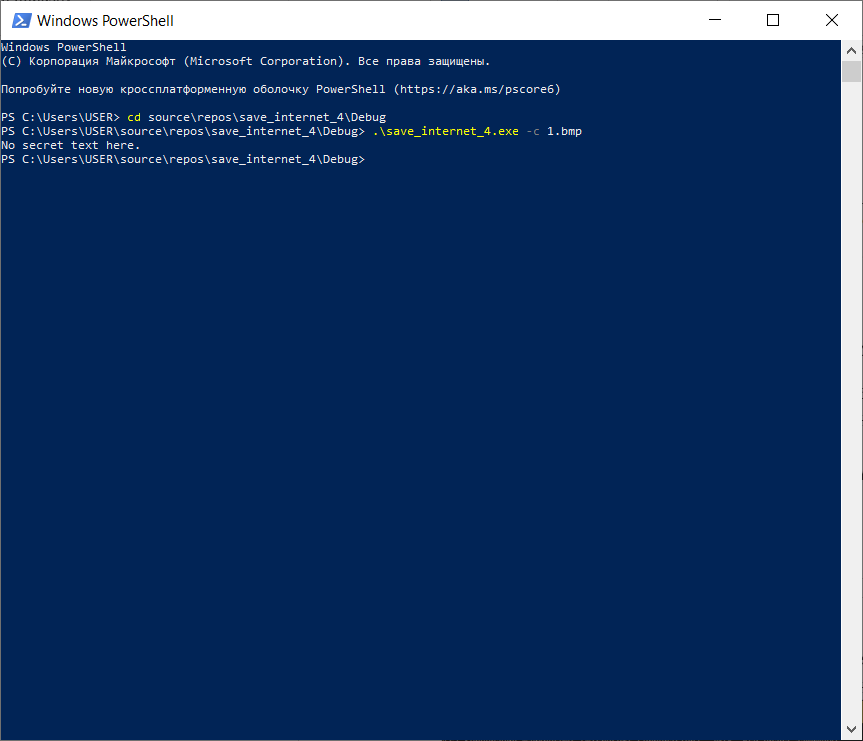 Windows PowerShell
Windows PowerShell
(C) Корпорация Майкрософт (Microsoft Corporation). Все права защищены.
Попробуйте новую кроссплатформенную оболочку PowerShell (https://aka.ms/pscore6)
PS C:\Users\USER> cd source\repos\save_internet_4\Debug
PS C:\Users\USER\source\repos\save_internet_4\Debug> .\save_internet_4.exe -c 1.bmp
No secret text here.
PS C:\Users\USER\source\repos\save_internet_4\Debug>